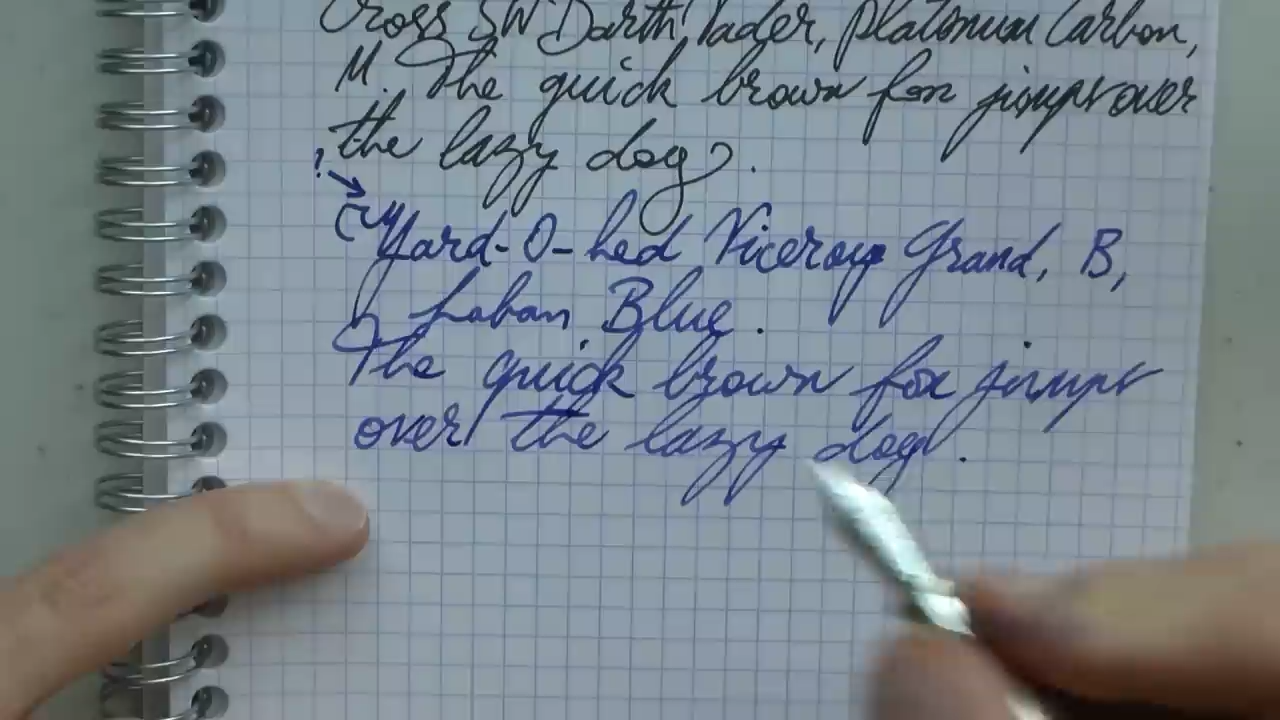 Cross SW Darth Vader, Platinum Carbon,
M. The quick brown fox jumps over
the lazy dog.
! Yard-O-Led Viceroy Grand, B,
Laban Blue.
The quick brown fox jumps
over the lazy dog.